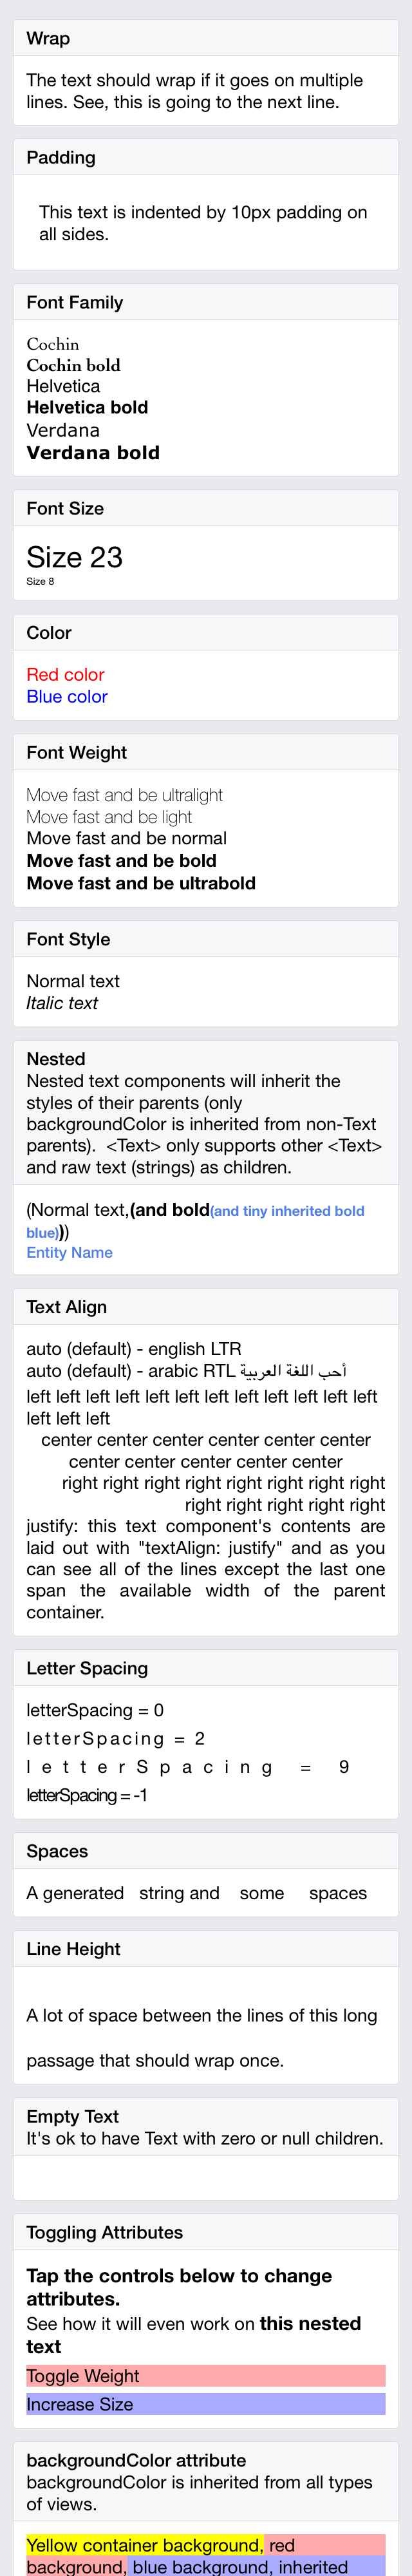 Wrap
The text should wrap if it goes on multiple
lines. See, this is going to the next line.
Padding
This text is indented by 10px padding on
all sides.
Font Family
Cochin
Cochin bold
Helvetica
Helvetica bold
Verdana
Verdana bold
Font Size
Size 23
Size 8
Color
Red color
Blue color
Font Weight
Move fast and be ultralight
Move fast and be light
Move fast and be normal
Move fast and be bold
Move fast and be ultrabold
Font Style
Normal text
Italic text
Nested
Nested text components will inherit the
styles of their parents (only
backgroundColor is inherited from non-Text
parents).  <Text> only supports other <Text>
and raw text (strings) as children.
(Normal text,(and bold(and tiny inherited bold
blue)))
Entity Name
Text Align
auto (default) - english LTR
auto (default) - arabic RTL أحب اللغة العربية
left left left left left left left left left left left left
left left left
center center center center center center
center center center center center
right right right right right right right right
right right right right right
justify: this text component's contents are
laid out with "textAlign: justify" and as you
can see all of the lines except the last one
span the available width of the parent
container.
Letter Spacing
letterSpacing = 0
letterSpacing = 2
letterSpacing = 9
letterSpacing = -1
Spaces
A generated   string and    some     spaces
Line Height
A lot of space between the lines of this long
passage that should wrap once.
Empty Text
It's ok to have Text with zero or null children.
Toggling Attributes
Tap the controls below to change
attributes.
See how it will even work on this nested
text
Toggle Weight
Increase Size
backgroundColor attribute
backgroundColor is inherited from all types
of views.
Yellow container background, red
background, blue background, inherited